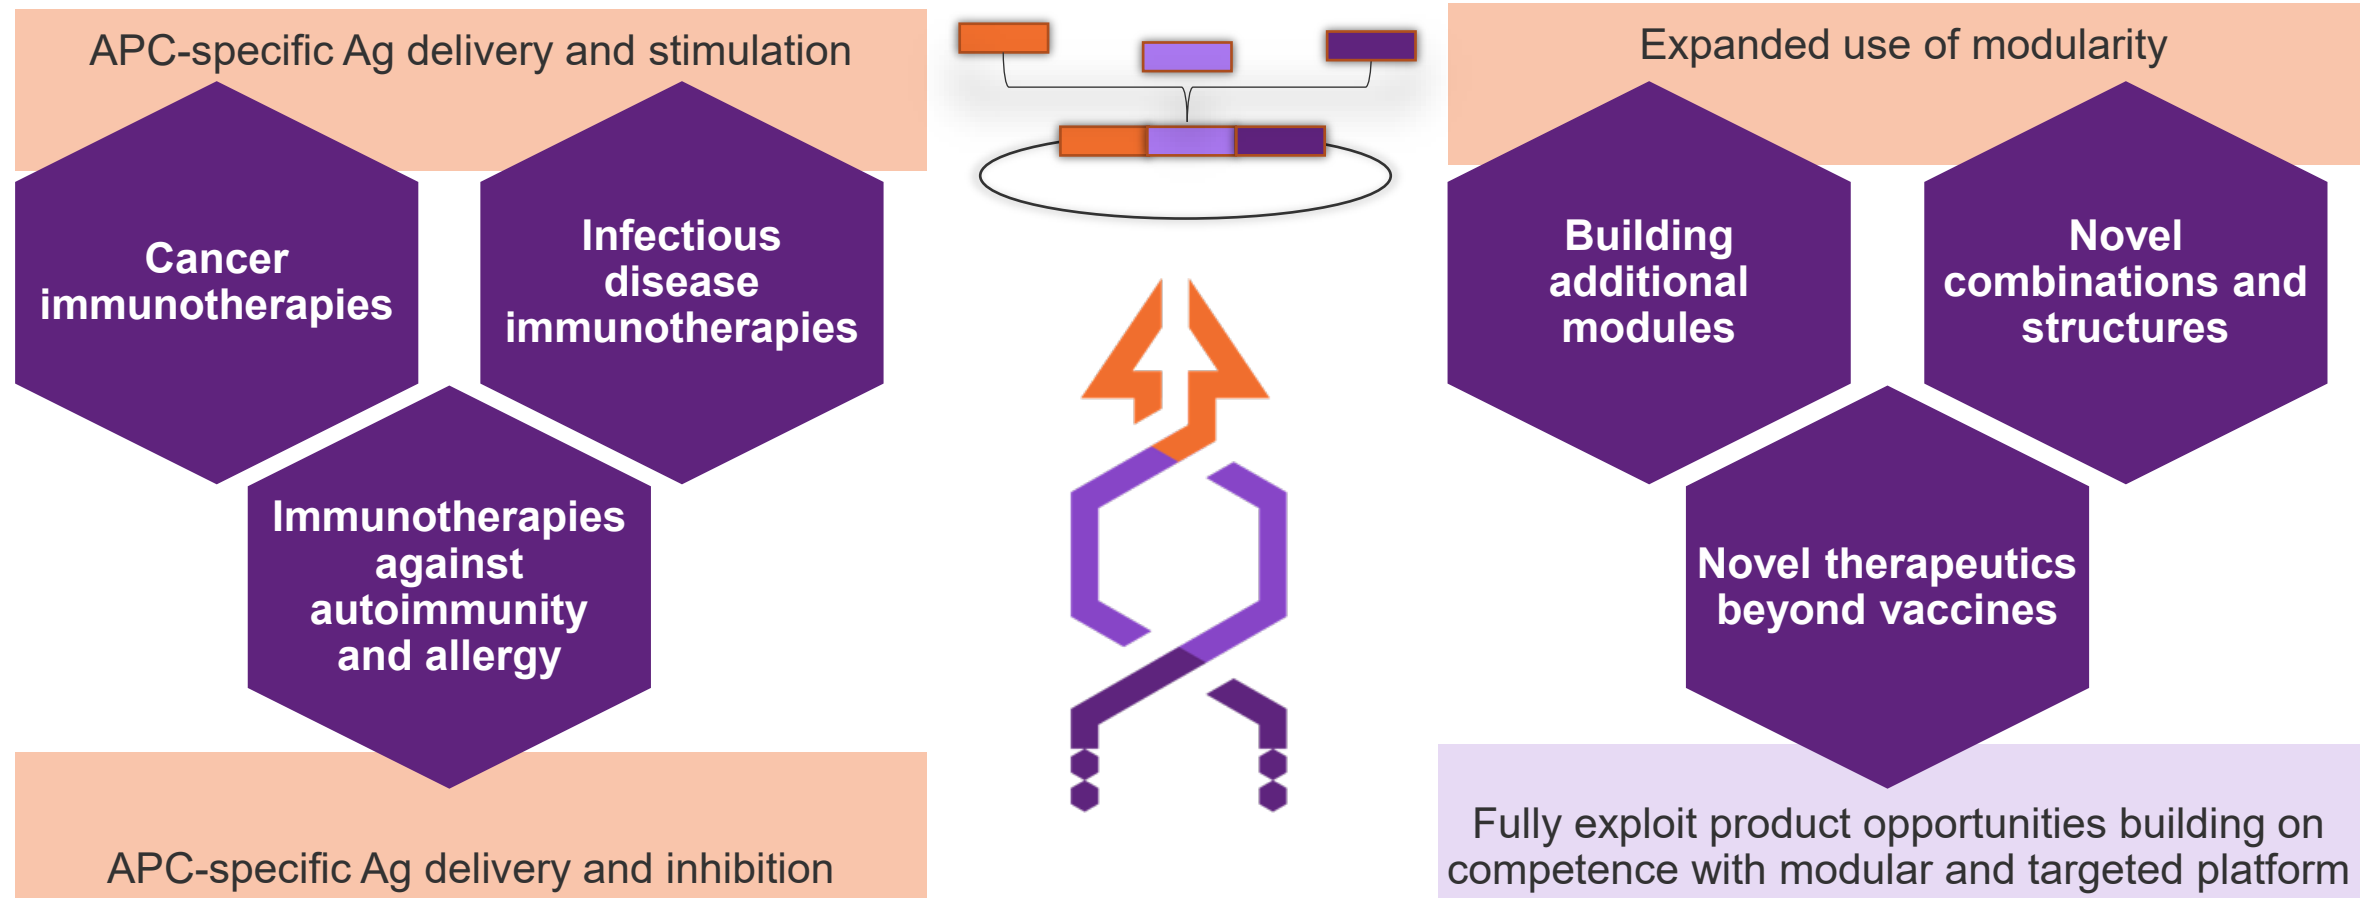 APC-specific Ag delivery and stimulation
Cancer
immunotherapies
Infectious
disease
immunotherapies
Immunotherapies
against
autoimmunity
and allergy
APC-specific Ag delivery and inhibition
Expanded use of modularity
Building
additional
modules
Novel
combinations and
structures
Novel therapeutics
beyond vaccines
Fully exploit product opportunities building on
competence with modular and targeted platform